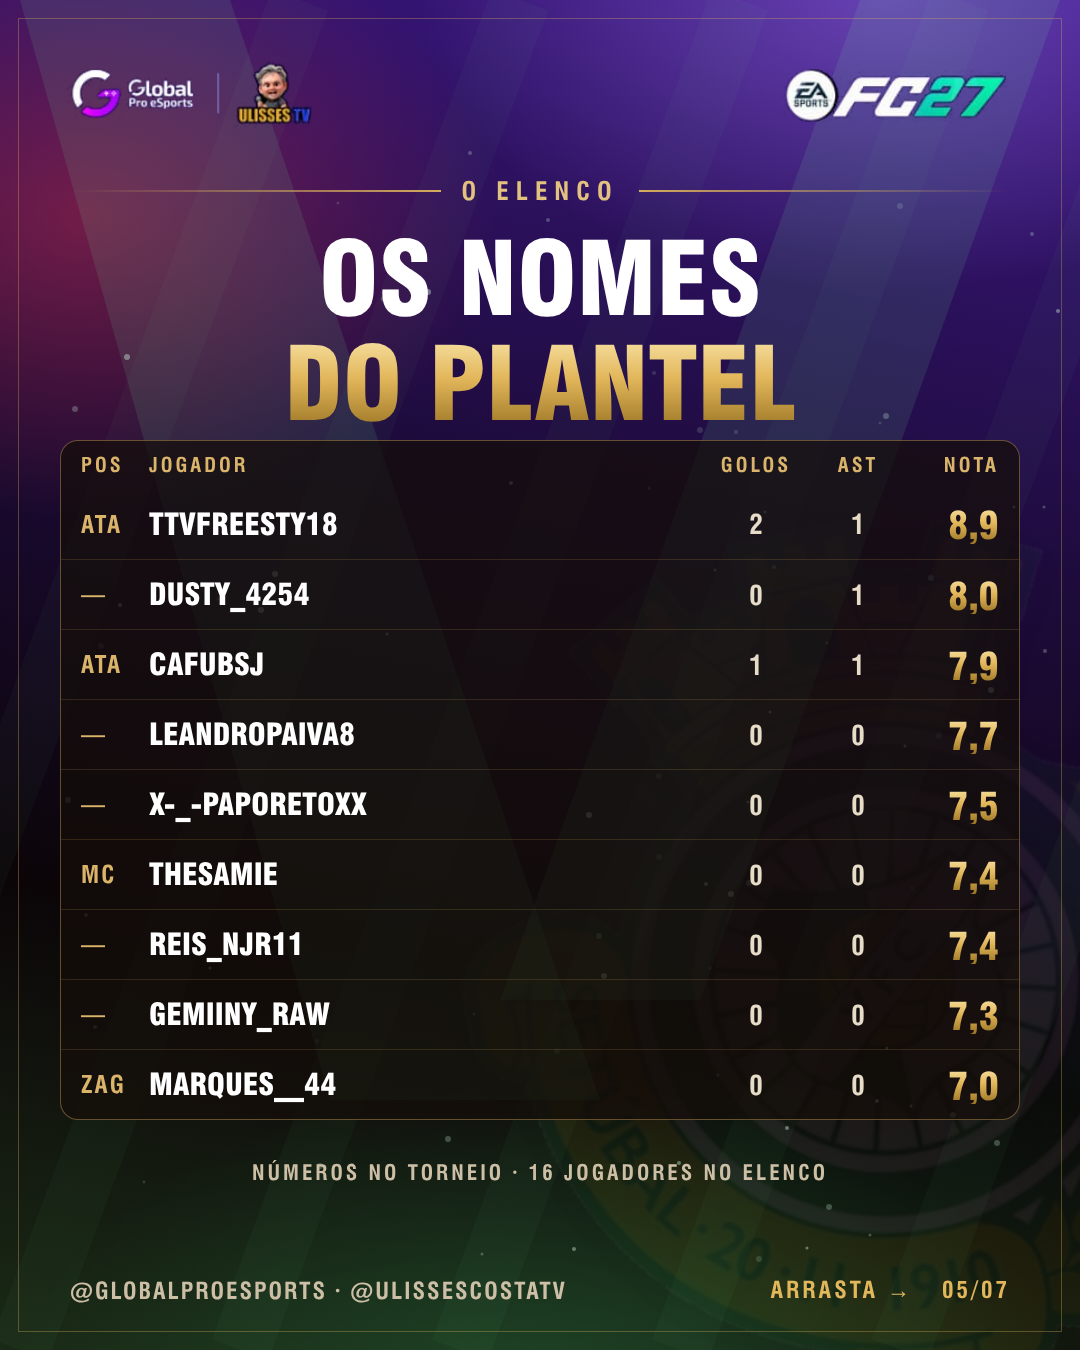 Global
Pro eSports
ULISSES TV
EA
SPORTS
FC27
O ELENCO
OS NOMES
DO PLANTEL
POS JOGADOR GOLOS AST NOTA
ATA TTVFREESTY18 2 1 8,9
— DUSTY_4254 0 1 8,0
ATA CAFUBSJ 1 1 7,9
— LEANDROPAIVA8 0 0 7,7
— X-_-PAPORETOXX 0 0 7,5
MC THESAMIE 0 0 7,4
— REIS_NJR11 0 0 7,4
— GEMIINY_RAW 0 0 7,3
ZAG MARQUES__44 0 0 7,0
NÚMEROS NO TORNEIO · 16 JOGADORES NO ELENCO
@GLOBALPROESPORTS · @ULISSESCOSTATV
ARRASTA → 05/07